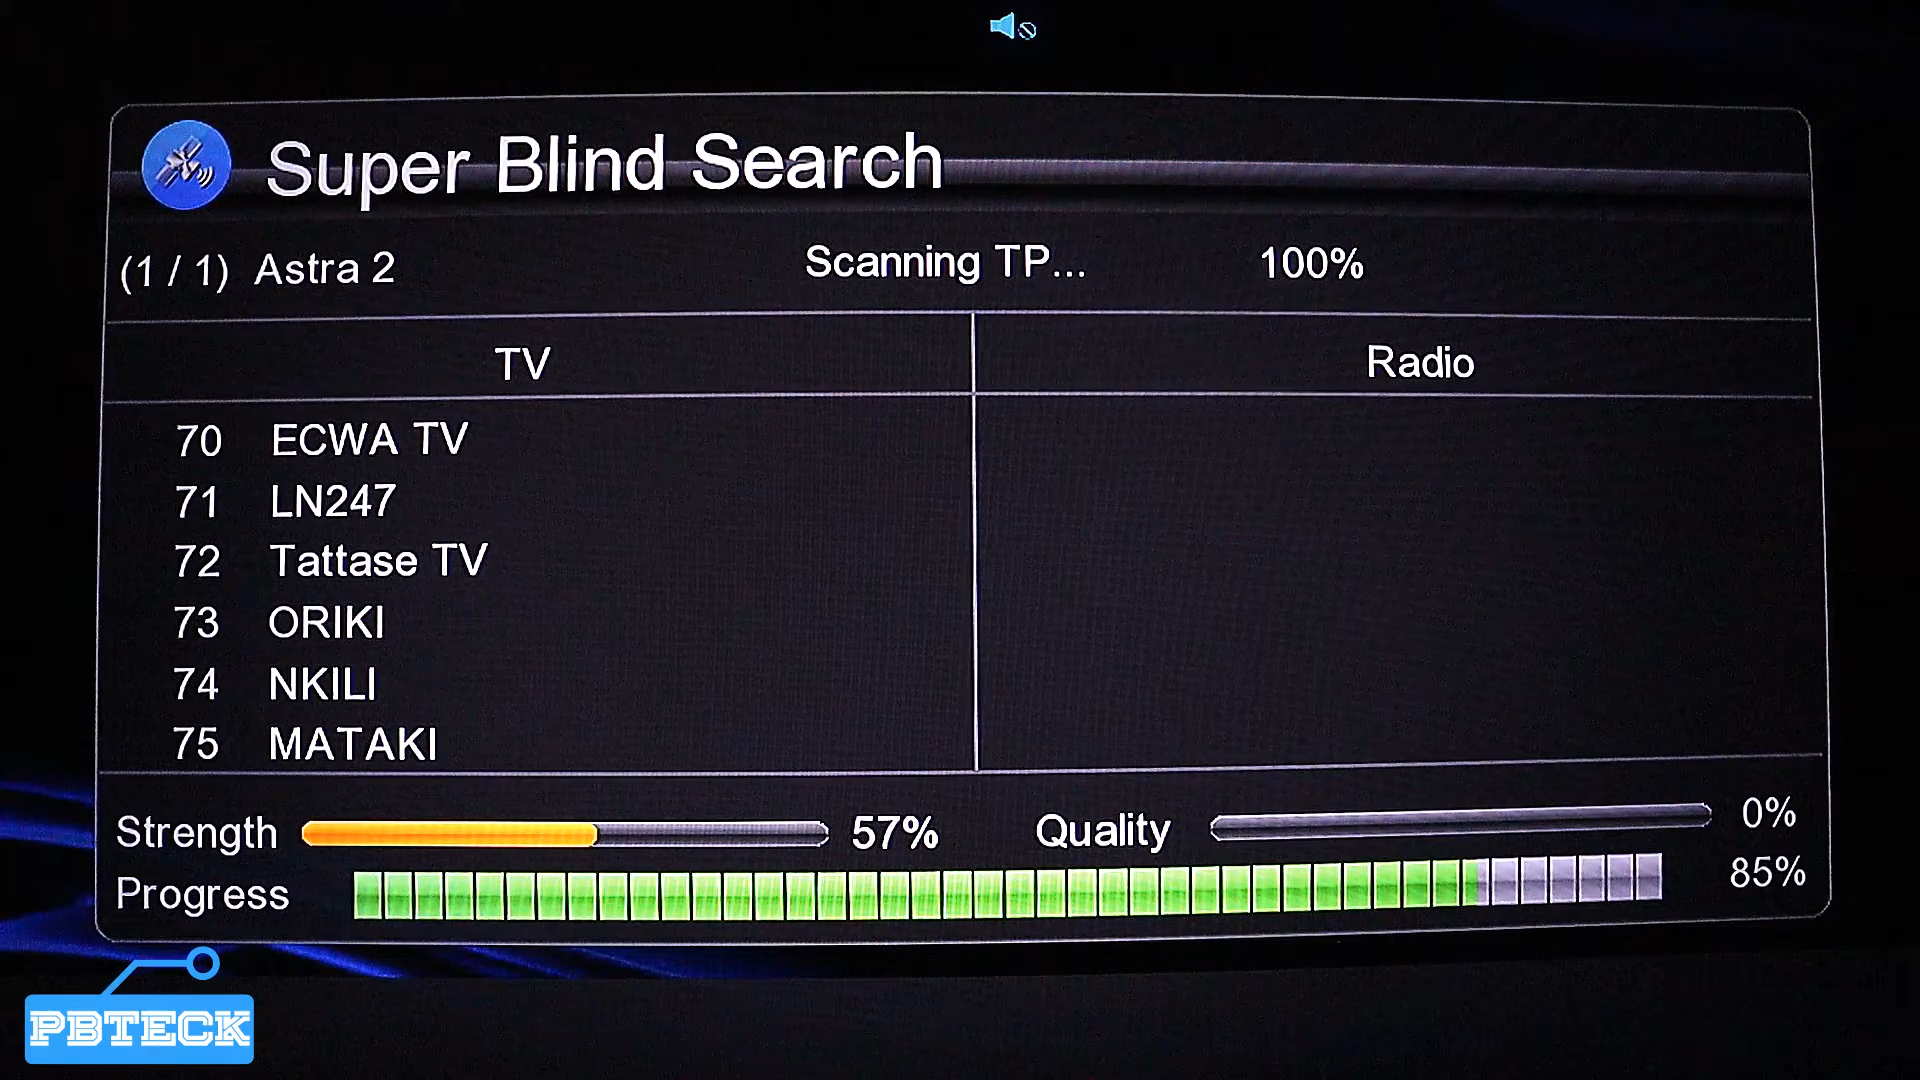 Super Blind Search
(1 / 1) Astra 2 Scanning TP... 100%
TV Radio
70 ECWA TV
71 LN247
72 Tattase TV
73 ORIKI
74 NKILI
75 MATAKI
Strength 57% Quality 0%
Progress 85%
PBTECK